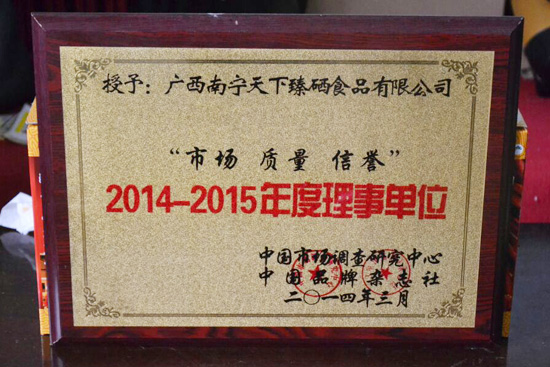 授予：广西南宁天下臻硒食品有限公司
“市场 质量 信誉”
2014-2015年度理事单位
中国市场调查研究中心
中国品牌杂志社
二〇一四年三月